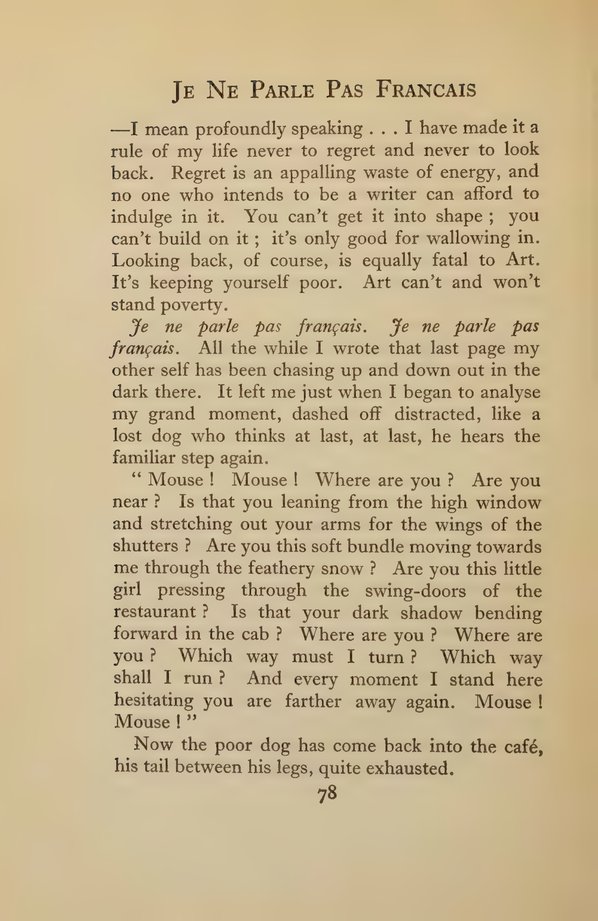 Je Ne Parle Pas Francais
—I mean profoundly speaking . . . I have made it a
rule of my life never to regret and never to look
back. Regret is an appalling waste of energy, and
no one who intends to be a writer can afford to
indulge in it. You can't get it into shape ; you
can't build on it ; it's only good for wallowing in.
Looking back, of course, is equally fatal to Art.
It's keeping yourself poor. Art can't and won't
stand poverty.
Je ne parle pas français. Je ne parle pas
français. All the while I wrote that last page my
other self has been chasing up and down out in the
dark there. It left me just when I began to analyse
my grand moment, dashed off distracted, like a
lost dog who thinks at last, at last, he hears the
familiar step again.
“ Mouse ! Mouse ! Where are you ? Are you
near ? Is that you leaning from the high window
and stretching out your arms for the wings of the
shutters ? Are you this soft bundle moving towards
me through the feathery snow ? Are you this little
girl pressing through the swing-doors of the
restaurant ? Is that your dark shadow bending
forward in the cab ? Where are you ? Where are
you ? Which way must I turn ? Which way
shall I run ? And every moment I stand here
hesitating you are farther away again. Mouse !
Mouse ! ”
Now the poor dog has come back into the café,
his tail between his legs, quite exhausted.
78